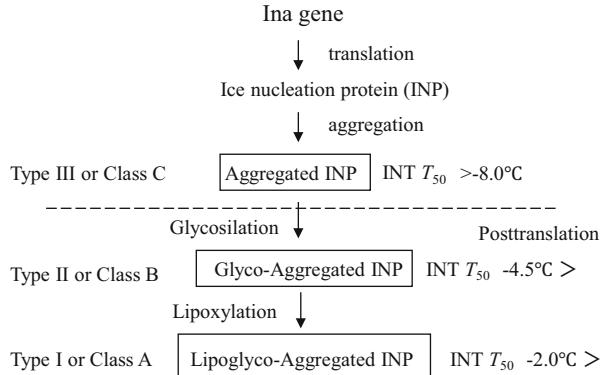 Ina gene
translation
Ice nucleation protein (INP)
aggregation
Type III or Class C Aggregated INP INT T50 >-8.0℃
Glycosilation
Posttranslation
Type II or Class B Glyco-Aggregated INP INT T50 -4.5℃ >
Lipoxylation
Type I or Class A Lipoglyco-Aggregated INP INT T50 -2.0℃ >